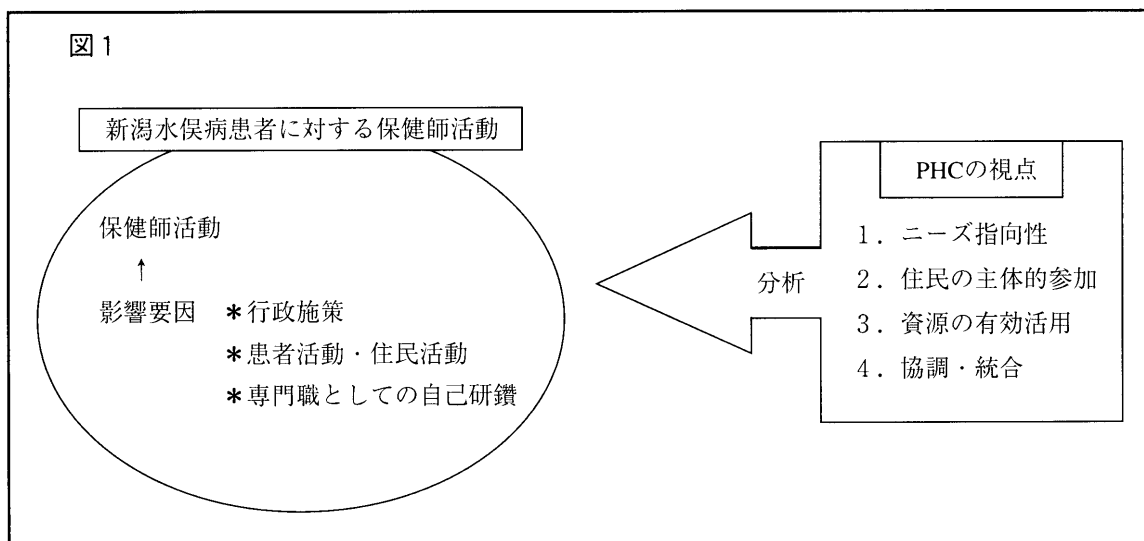 図1
新潟水俣病患者に対する保健師活動
保健師活動
↑
影響要因 *行政施策
*患者活動・住民活動
*専門職としての自己研鑽
分析
PHCの視点
1.ニーズ指向性
2.住民の主体的参加
3.資源の有効活用
4.協調・統合